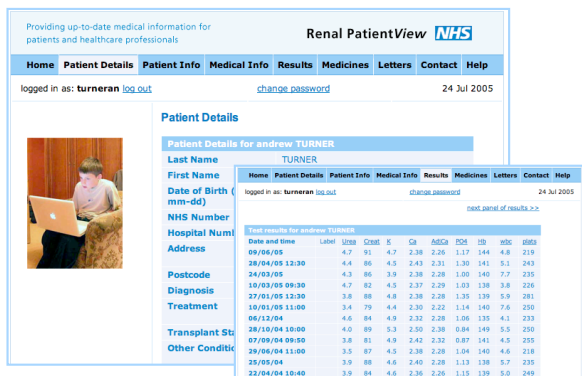 Providing up-to-date medical information for
patients and healthcare professionals
Renal PatientView NHS
Home Patient Details Patient Info Medical Info Results Medicines Letters Contact Help
logged in as: turneran log out change password 24 Jul 2005
Patient Details
Patient Details for andrew TURNER
Last Name TURNER
First Name
Date of Birth (
mm-dd)
NHS Number
Hospital Num
Address
Postcode
Diagnosis
Treatment
Transplant St
Other Conditi
Home Patient Details Patient Info Medical Info Results Medicines Letters Contact Help
logged in as: turneran log out change password 24 Jul 2005
next panel of results >>
Test results for andrew TURNER
Date and time Label Urea Creat K Ca AdjCa PO4 Hb wbc plats
09/06/05 4.7 91 4.7 2.38 2.26 1.17 144 4.8 219
28/04/05 12:30 4.4 86 4.5 2.43 2.31 1.30 141 5.1 243
24/03/05 4.3 86 3.9 2.38 2.28 1.00 140 7.7 235
10/03/05 09:30 4.7 82 4.5 2.37 2.29 1.03 138 3.8 226
27/01/05 12:30 3.8 88 4.8 2.38 2.28 1.35 139 5.9 281
10/01/05 11:00 3.4 79 4.4 2.30 2.22 1.14 140 7.6 250
06/12/04 4.6 84 4.9 2.32 2.28 1.06 135 4.1 233
28/10/04 10:00 4.0 89 5.3 2.50 2.38 0.84 149 5.5 250
07/09/04 09:50 3.8 81 4.9 2.42 2.32 0.87 141 4.5 255
29/06/04 11:00 3.5 87 4.5 2.38 2.28 1.04 140 4.6 218
25/05/04 3.9 88 4.6 2.40 2.28 1.13 138 5.7 235
22/04/04 10:40 3.9 84 4.6 2.36 2.26 1.15 139 5.0 249